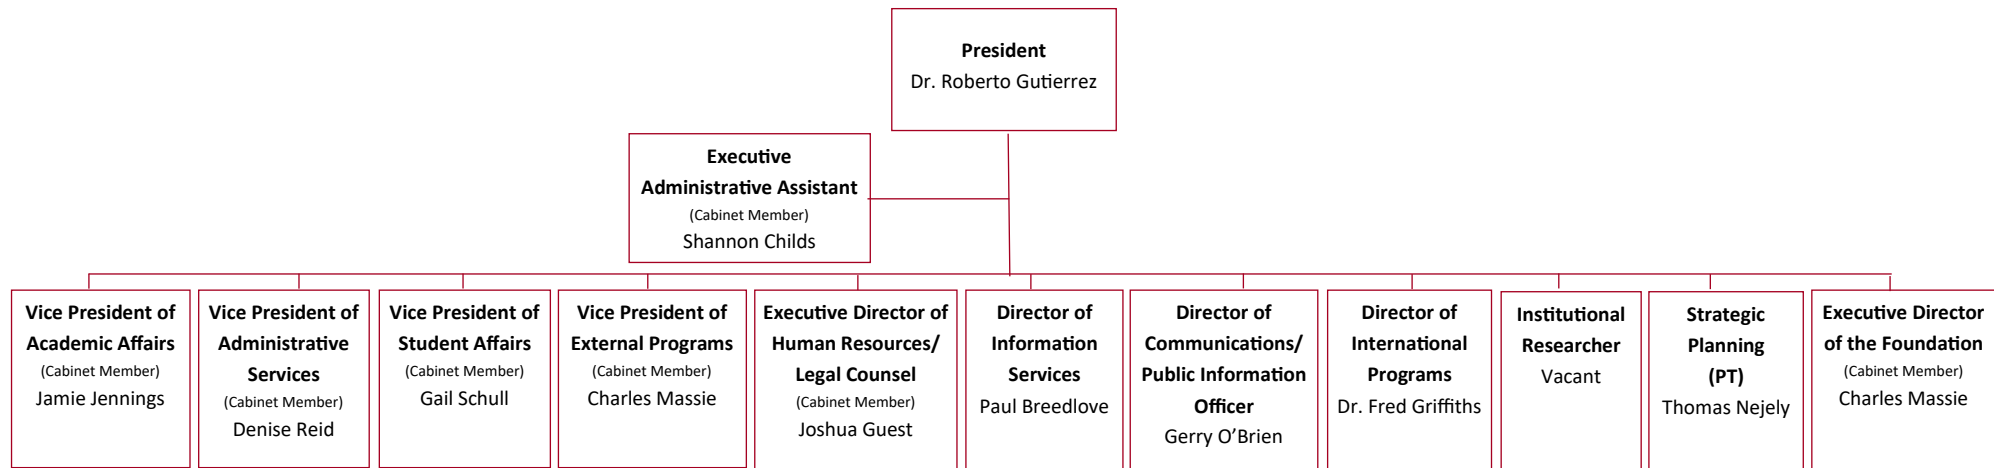 President
Dr. Roberto Gutierrez
Executive
Administrative Assistant
(Cabinet Member)
Shannon Childs
Vice President of
Academic Affairs
(Cabinet Member)
Jamie Jennings
Vice President of
Administrative
Services
(Cabinet Member)
Denise Reid
Vice President of
Student Affairs
(Cabinet Member)
Gail Schull
Vice President of
External Programs
(Cabinet Member)
Charles Massie
Executive Director of
Human Resources/
Legal Counsel
(Cabinet Member)
Joshua Guest
Director of
Information
Services
Paul Breedlove
Director of
Communications/
Public Information
Officer
Gerry O’Brien
Director of
International
Programs
Dr. Fred Griffiths
Institutional
Researcher
Vacant
Strategic
Planning
(PT)
Thomas Nejely
Executive Director
of the Foundation
(Cabinet Member)
Charles Massie